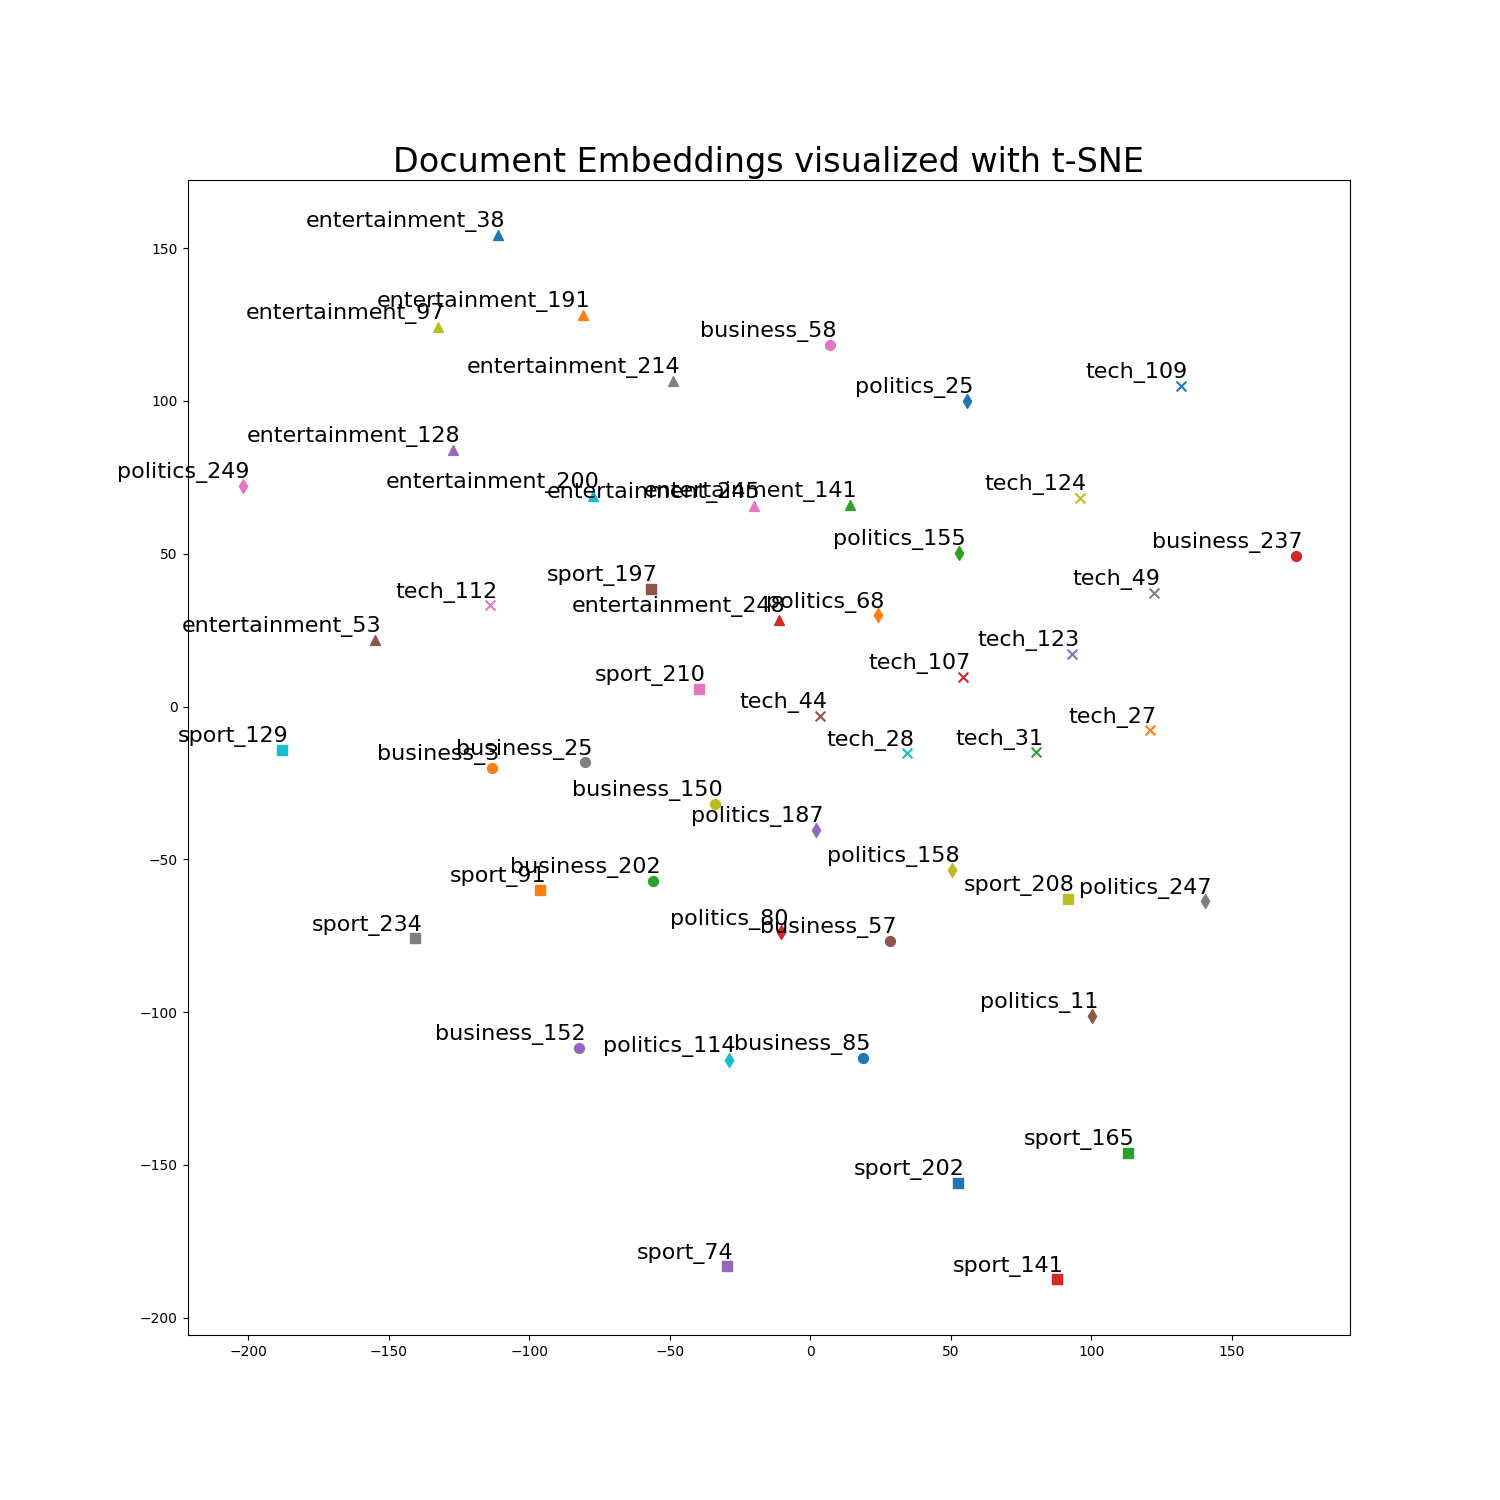 Document Embeddings visualized with t-SNE
entertainment_38
150
entertainment_191
entertainment_97
business_58
entertainment_214
tech_109
politics_25
100
entertainment_128
politics_249
entertainment_200
tech_124
entertainment_245
entertainment_141
politics_155
business_237
50
sport_197
tech_49
tech_112
politics_68
entertainment_248
entertainment_53
tech_123
tech_107
sport_210
tech_44
0
tech_27
sport_129
tech_28
tech_31
business_25
business_3
business_150
politics_187
−50
politics_158
business_202
sport_91
sport_208
politics_247
politics_80
sport_234
business_57
politics_11
−100
business_152
politics_114
business_85
sport_165
−150
sport_202
sport_74
sport_141
−200
−200
−150
−100
−50
0
50
100
150